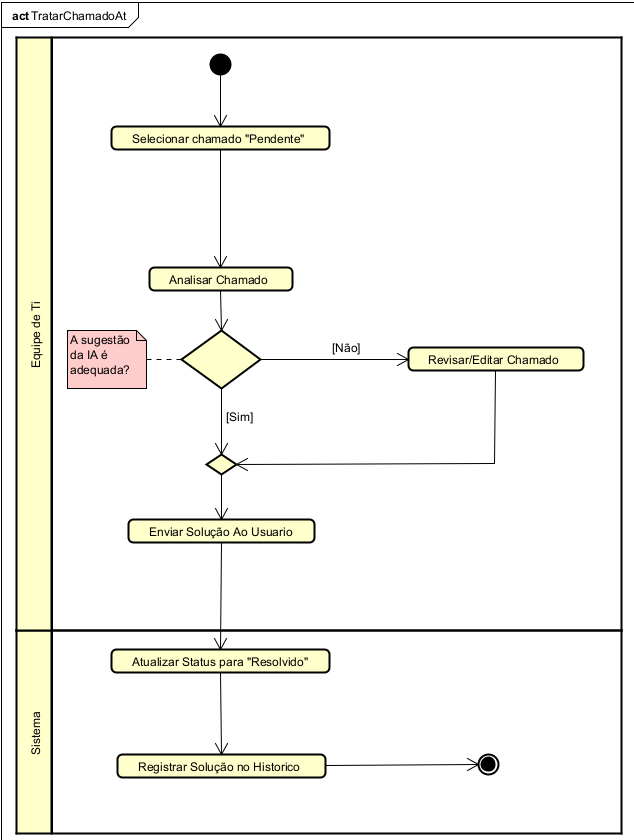 act TratarChamadoAt
Equipe de Ti
Selecionar chamado "Pendente"
Analisar Chamado
A sugestão
da IA é
adequada?
[Não]
Revisar/Editar Chamado
[Sim]
Enviar Solução Ao Usuario
Sistema
Atualizar Status para "Resolvido"
Registrar Solução no Historico